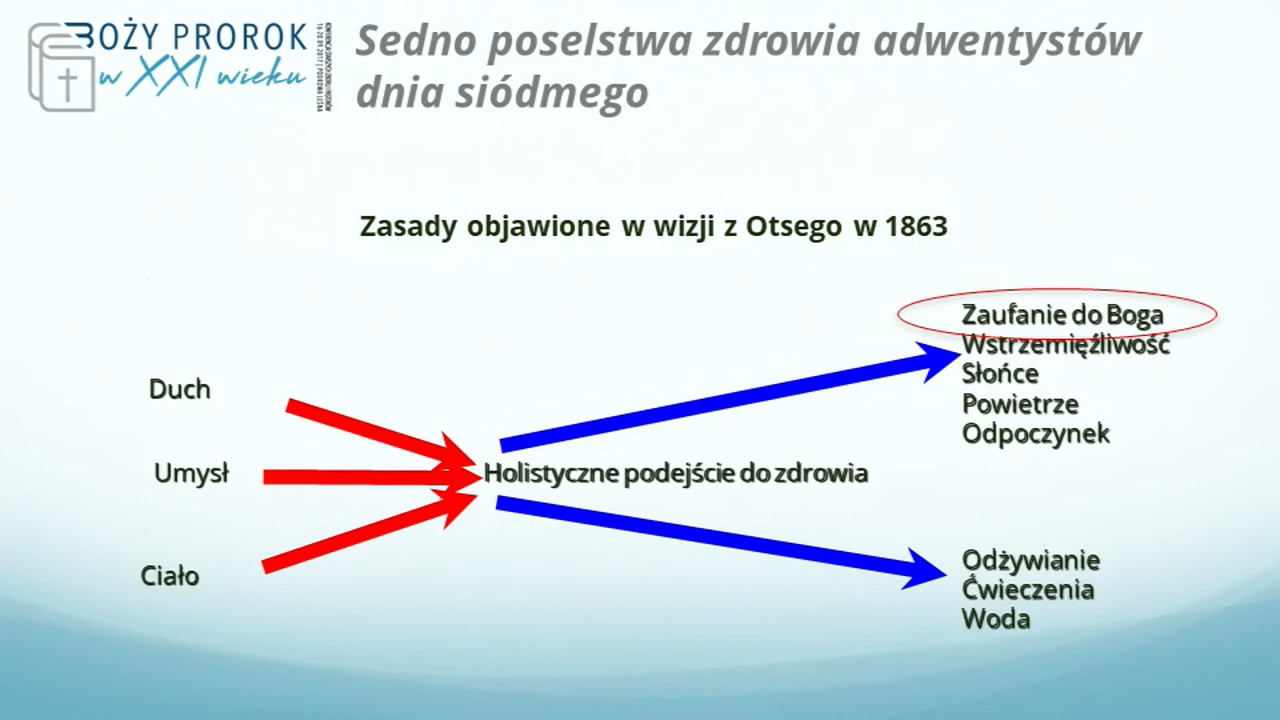 BOŻY PROROK
w XXI wieku
Sedno poselstwa zdrowia adwentystów
dnia siódmego
Zasady objawione w wizji z Otsego w 1863
Zaufanie do Boga
Wstrzemięźliwość
Słońce
Powietrze
Odpoczynek
Duch
Umysł
Ciało
Holistyczne podejście do zdrowia
Odżywianie
Ćwieczenia
Woda